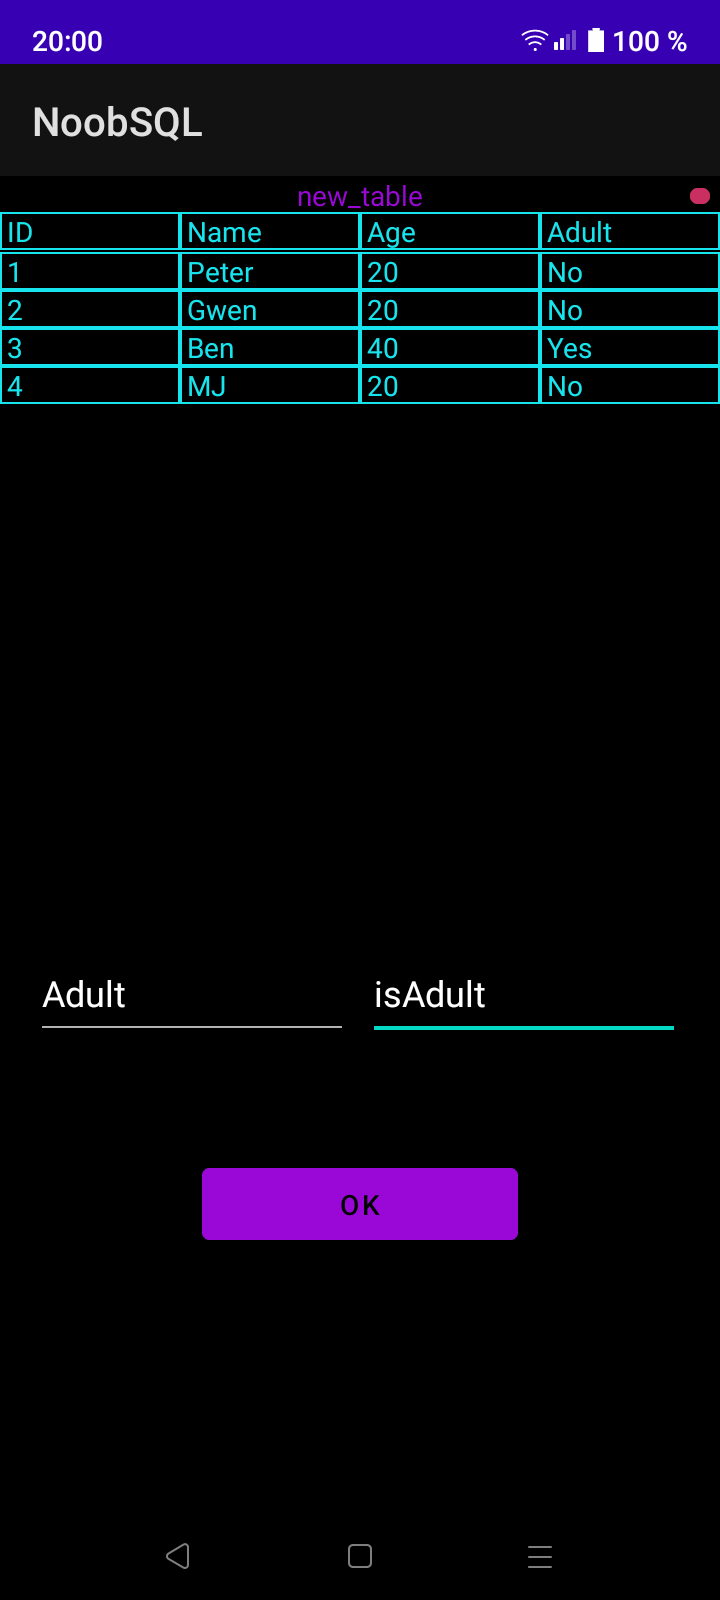 20:00 100 %
NoobSQL
new_table
ID Name Age Adult
1 Peter 20 No
2 Gwen 20 No
3 Ben 40 Yes
4 MJ 20 No
Adult isAdult
OK